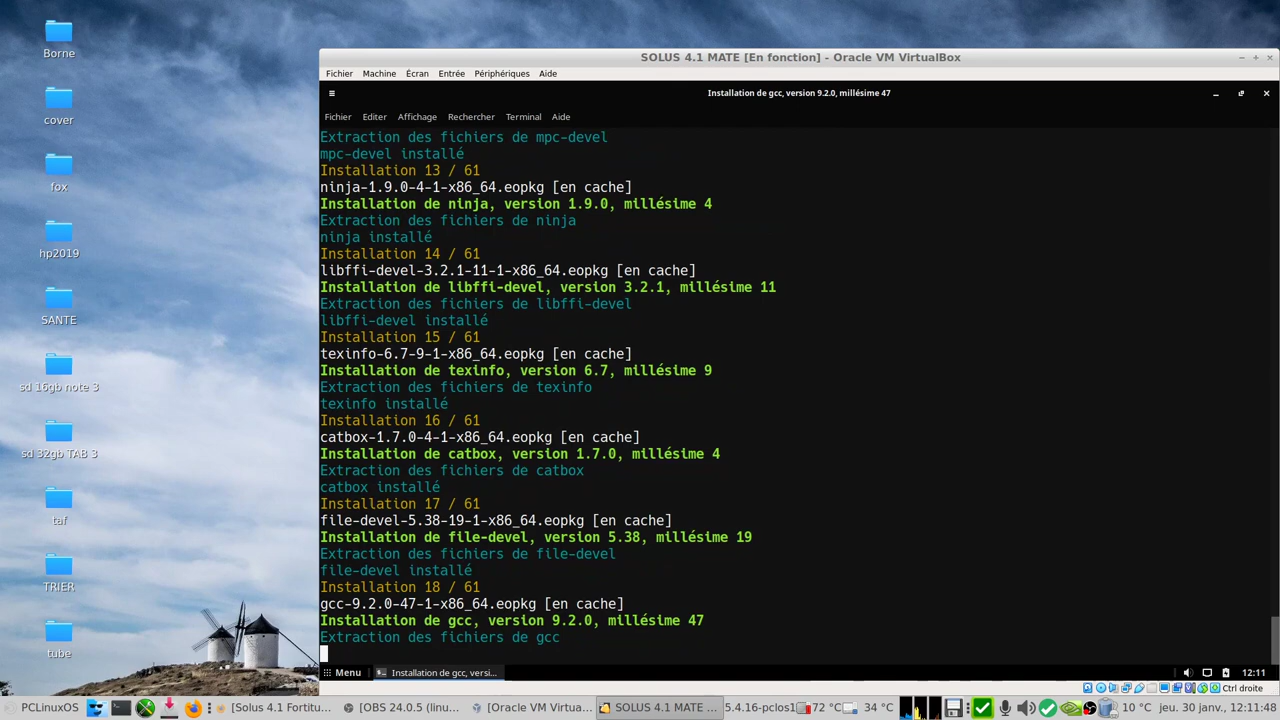 Borne
cover
fox
hp2019
SANTE
sd 16gb note 3
sd 32gb TAB 3
taf
TRIER
tube
SOLUS 4.1 MATE [En fonction] - Oracle VM VirtualBox
Fichier Machine Écran Entrée Périphériques Aide
Installation de gcc, version 9.2.0, millésime 47
Fichier Editer Affichage Rechercher Terminal Aide
Extraction des fichiers de mpc-devel
mpc-devel installé
Installation 13 / 61
ninja-1.9.0-4-1-x86_64.eopkg [en cache]
Installation de ninja, version 1.9.0, millésime 4
Extraction des fichiers de ninja
ninja installé
Installation 14 / 61
libffi-devel-3.2.1-11-1-x86_64.eopkg [en cache]
Installation de libffi-devel, version 3.2.1, millésime 11
Extraction des fichiers de libffi-devel
libffi-devel installé
Installation 15 / 61
texinfo-6.7-9-1-x86_64.eopkg [en cache]
Installation de texinfo, version 6.7, millésime 9
Extraction des fichiers de texinfo
texinfo installé
Installation 16 / 61
catbox-1.7.0-4-1-x86_64.eopkg [en cache]
Installation de catbox, version 1.7.0, millésime 4
Extraction des fichiers de catbox
catbox installé
Installation 17 / 61
file-devel-5.38-19-1-x86_64.eopkg [en cache]
Installation de file-devel, version 5.38, millésime 19
Extraction des fichiers de file-devel
file-devel installé
Installation 18 / 61
gcc-9.2.0-47-1-x86_64.eopkg [en cache]
Installation de gcc, version 9.2.0, millésime 47
Extraction des fichiers de gcc
Menu Installation de gcc, versi... 12:11
Ctrl droite
PCLinuxOS [Solus 4.1 Fortitu... [OBS 24.0.3 (linu... [Oracle VM Virtua... SOLUS 4.1 MATE ... 5.4.16-pclos1 72 °C 34 °C 10 °C jeu. 30 janv., 12:11:48